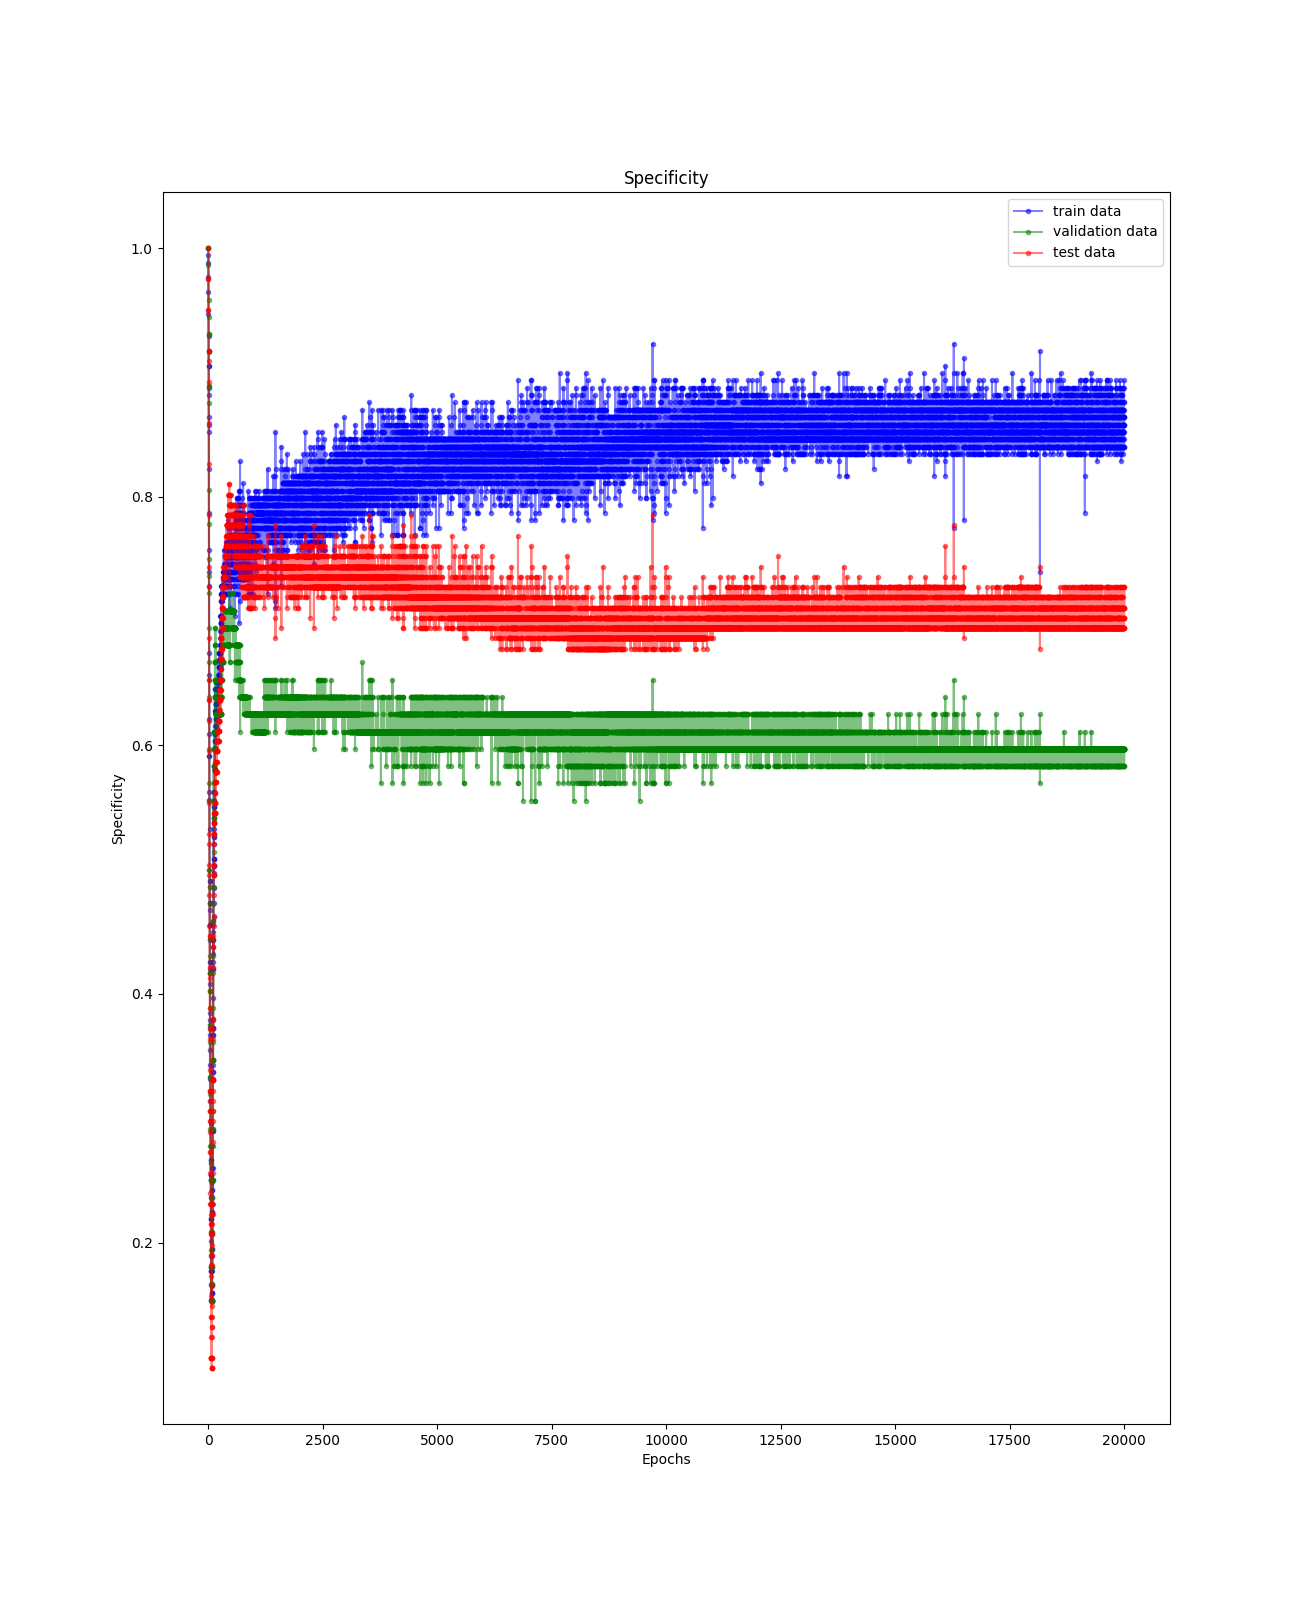 Specificity
train data
validation data
test data
1.0
0.8
0.6
0.4
0.2
Specificity
0 2500 5000 7500 10000 12500 15000 17500 20000
Epochs